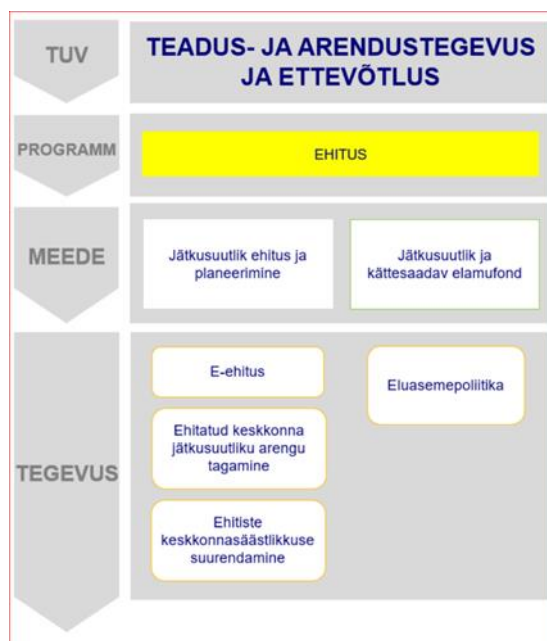 TUV
TEADUS- JA ARENDUSTEGEVUS
JA ETTEVÕTLUS
PROGRAMM
EHITUS
MEEDE
Jätkusuutlik ehitus ja
planeerimine
Jätkusuutlik ja
kättesaadav elamufond
TEGEVUS
E-ehitus
Ehitatud keskkonna
jätkusuutliku arengu
tagamine
Ehitiste
keskkonnasäästlikkuse
suurendamine
Eluasemepoliitika